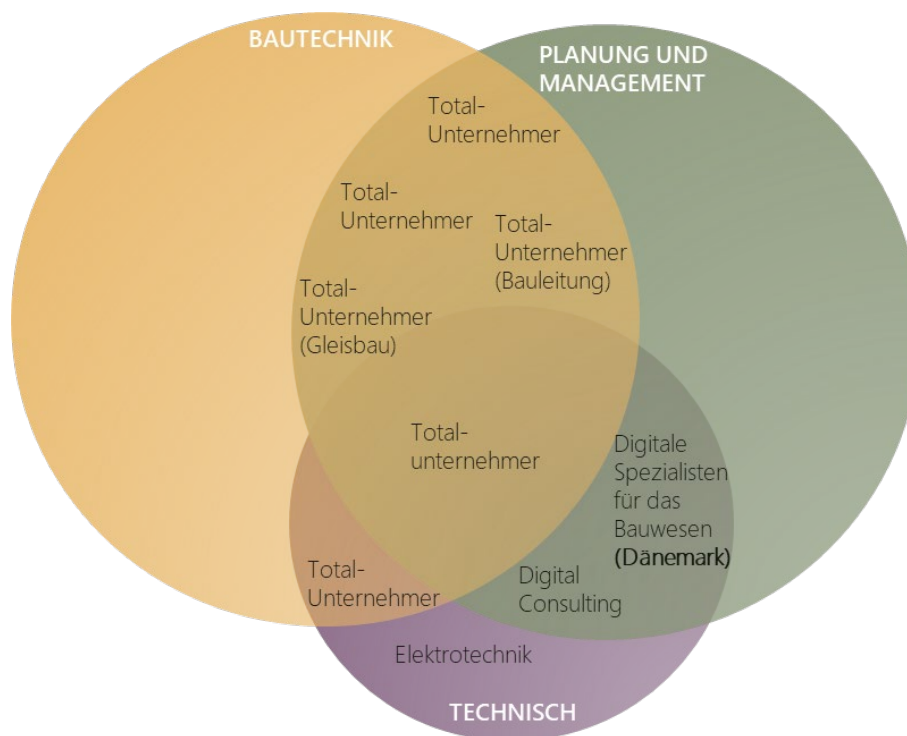 BAUTECHNIK
PLANUNG UND
MANAGEMENT
Total-
Unternehmer
Total-
Unternehmer
Total-
Unternehmer
(Bauleitung)
Total-
Unternehmer
(Gleisbau)
Total-
unternehmer
Digitale
Spezialisten
für das
Bauwesen
(Dänemark)
Total-
Unternehmer
Digital
Consulting
Elektrotechnik
TECHNISCH